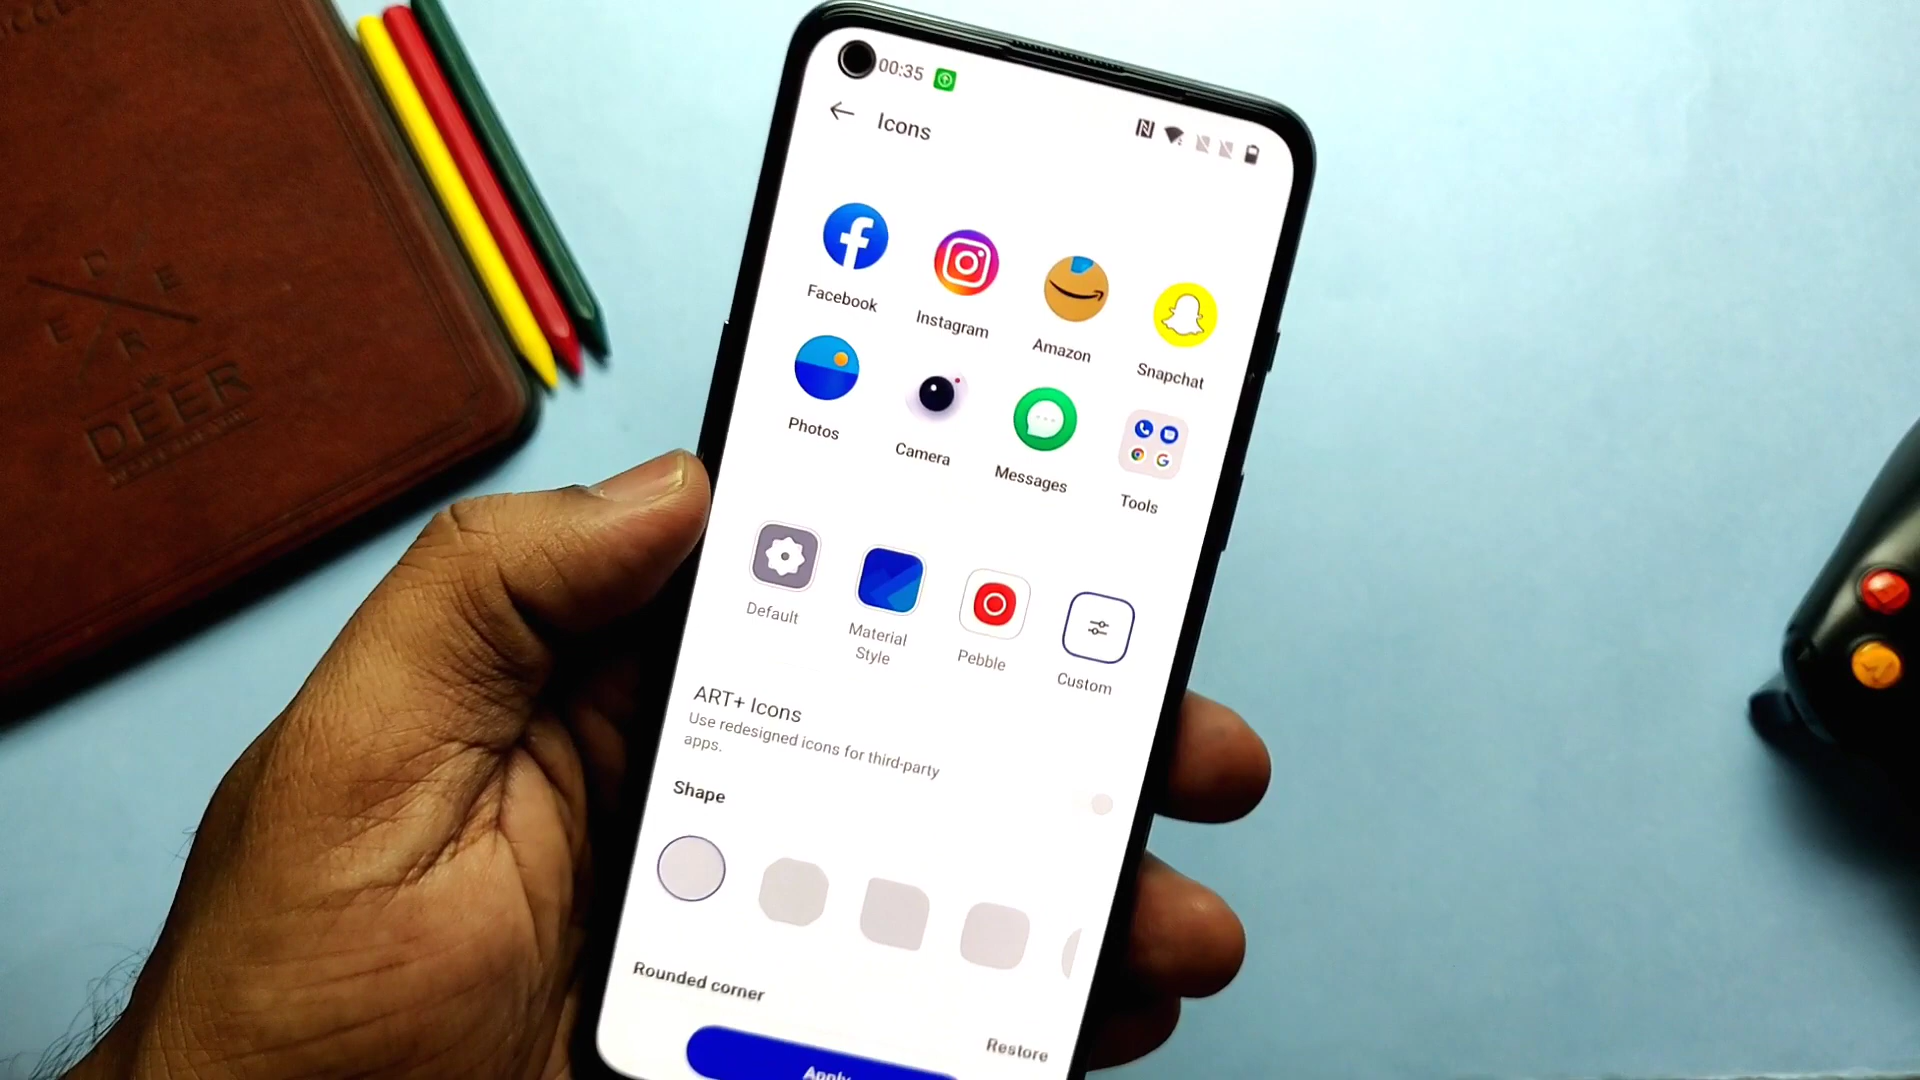 00:35
Icons
Facebook
Instagram
Amazon
Snapchat
Photos
Camera
Messages
Tools
Default
Material
Style
Pebble
Custom
ART+ Icons
Use redesigned icons for third-party
apps.
Shape
Rounded corner
Restore
Apply
D
E E
R
DEER